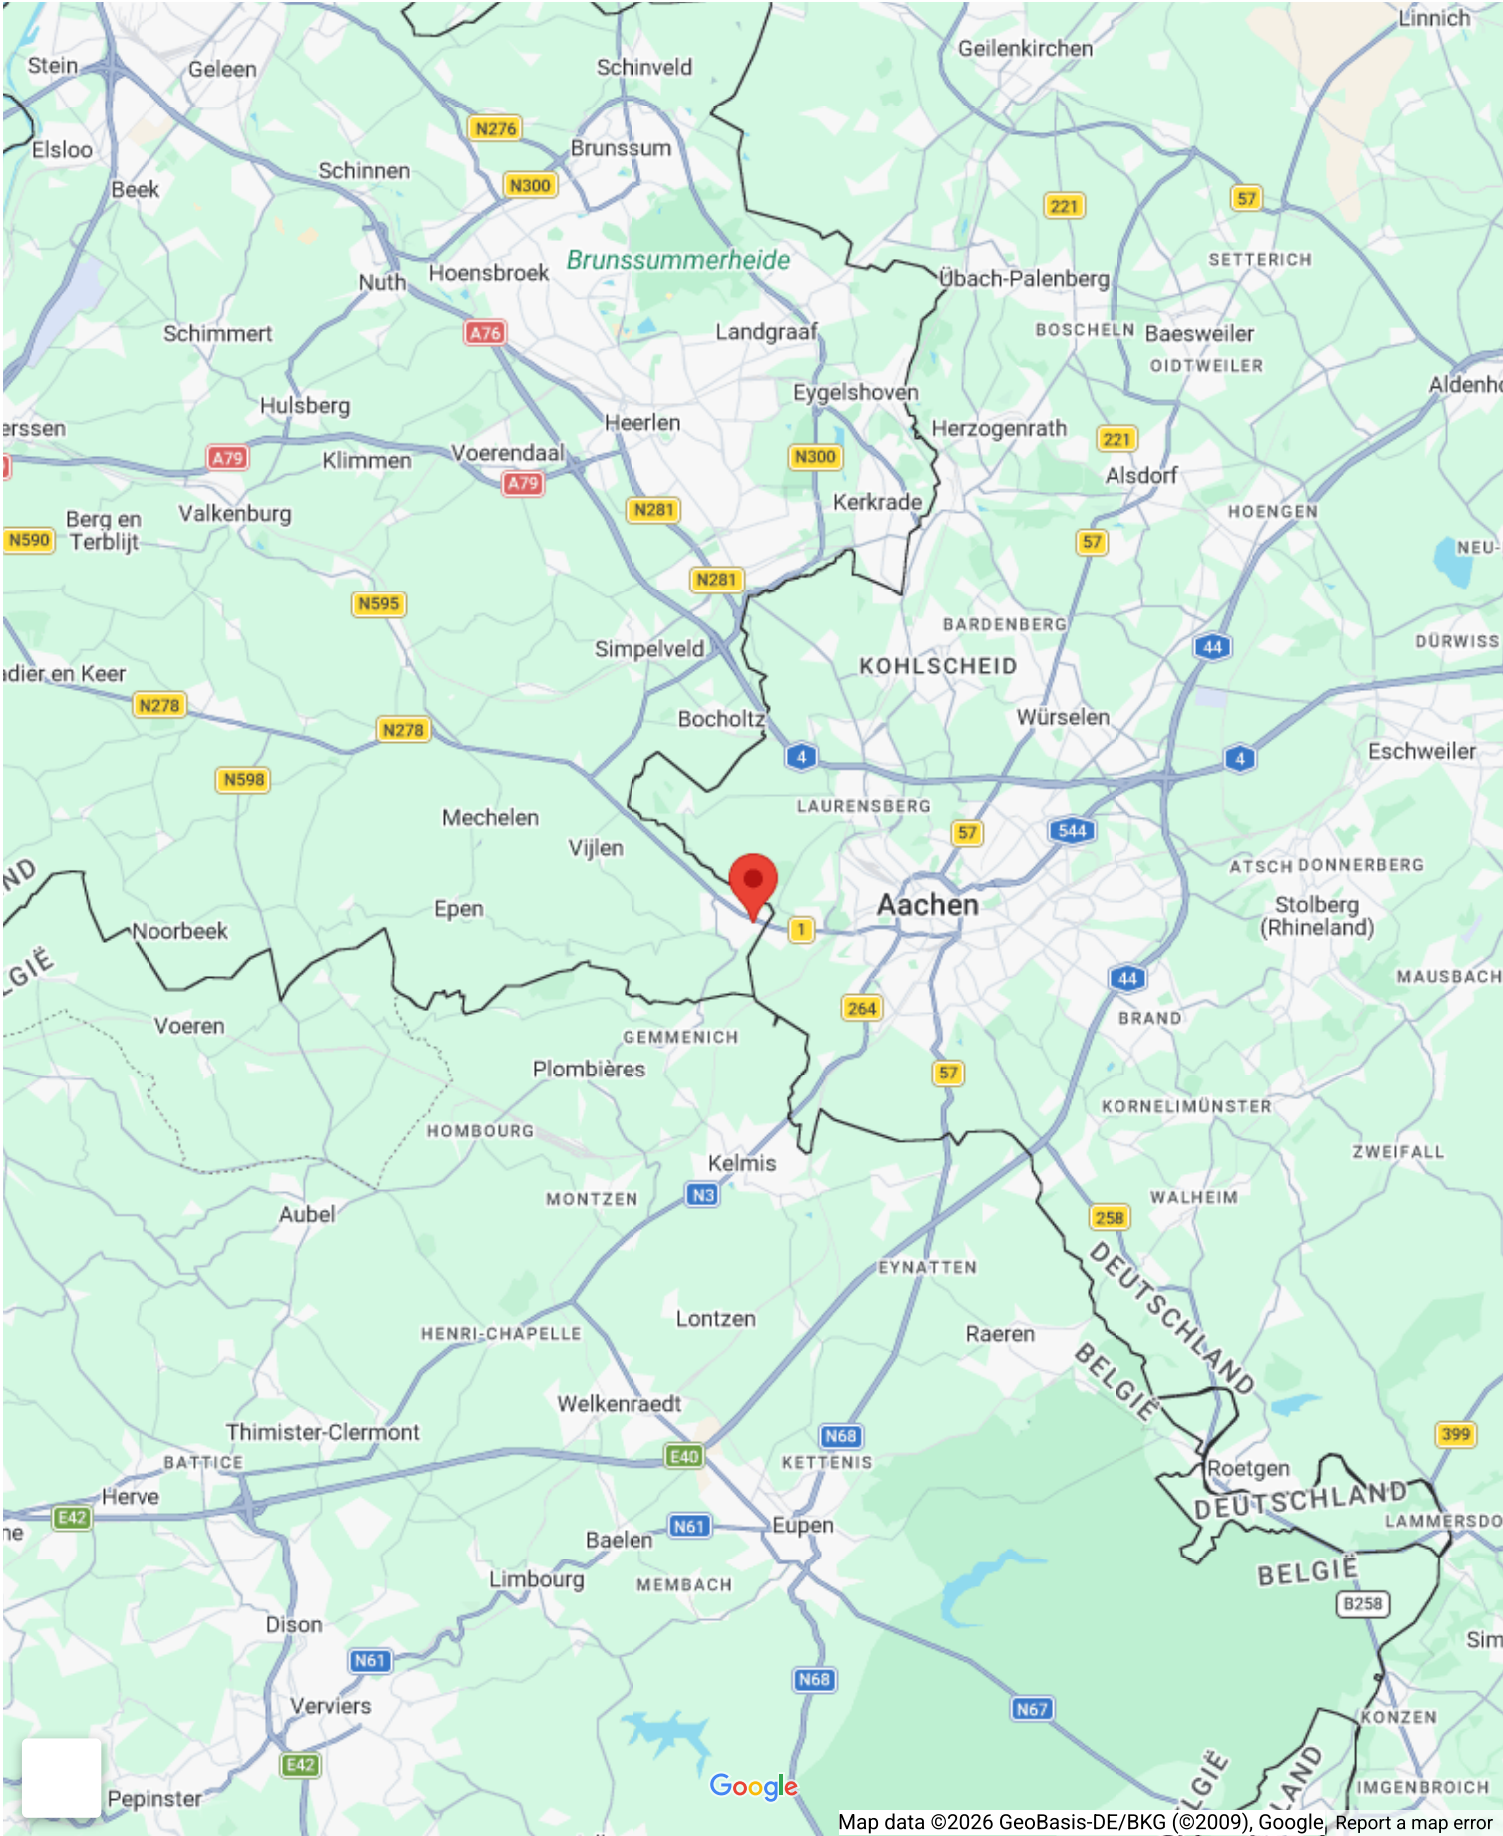 Linnich
Geilenkirchen
Stein
Geleen
Schinveld
N276
Elsloo
Brunssum
Schinnen
Beek
N300
57
221
Brunssummerheide
SETTERICH
Nuth
Hoensbroek
Übach-Palenberg
Schimmert
A76
Landgraaf
BOSCHELN
Baesweiler
OIDTWEILER
Hulsberg
Eygelshoven
Heerlen
Herzogenrath
221
A79
Klimmen
Voerendaal
N300
Alsdorf
A79
Kerkrade
Valkenburg
N281
HOENGEN
Berg en
Terblijt
N590
57
N281
N595
BARDENBERG
DÜRWISS
Simpelveld
44
KOHLSCHEID
N278
Bocholtz
Würselen
N278
Eschweiler
4
4
N598
LAURENSBERG
Mechelen
57
544
Vijlen
ATSCH
DONNERBERG
Epen
Aachen
Stolberg
(Rhineland)
Noorbeek
1
44
MAUSBACH
264
Voeren
BRAND
GEMMENICH
Plombières
57
HOMBOURG
KORNELIMÜNSTER
Kelmis
ZWEIFALL
MONTZEN
N3
WALHEIM
Aubel
258
EYNATTEN
DEUTSCHLAND
Lontzen
HENRI-CHAPELLE
Raeren
BELGIË
Welkenraedt
Thimister-Clermont
N68
399
BATTICE
E40
KETTENIS
Roetgen
Herve
DEUTSCHLAND
E42
N61
Eupen
LAMMERSDO
Baelen
BELGIË
Limbourg
MEMBACH
B258
Dison
N61
N68
Verviers
N67
KONZEN
E42
Google
IMGENBROICH
Pepinster
Map data ©2026 GeoBasis-DE/BKG (©2009), Google, Report a map error